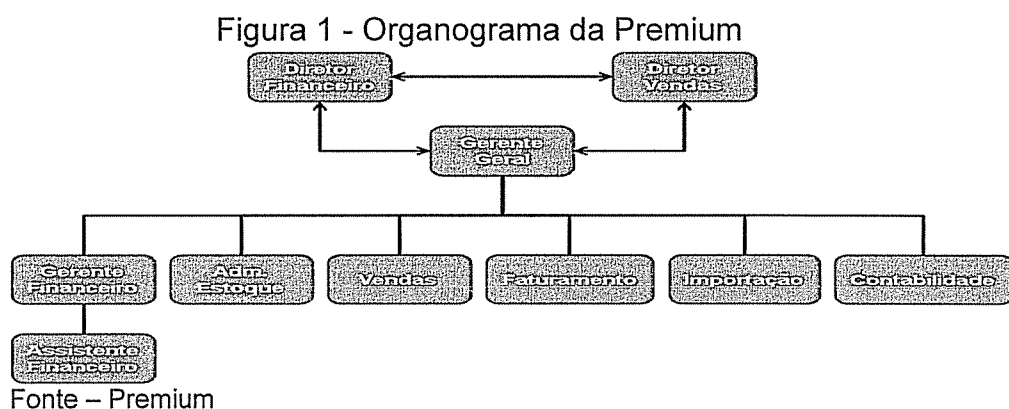 Figura 1 - Organograma da Premium
Diretor
Financeiro
Diretor
Vendas
Gerente
Geral
Gerente
Financeiro
Adm.
Estoque
Vendas
Faturamento
Importação
Contabilidade
Assistente
Financeiro
Fonte – Premium